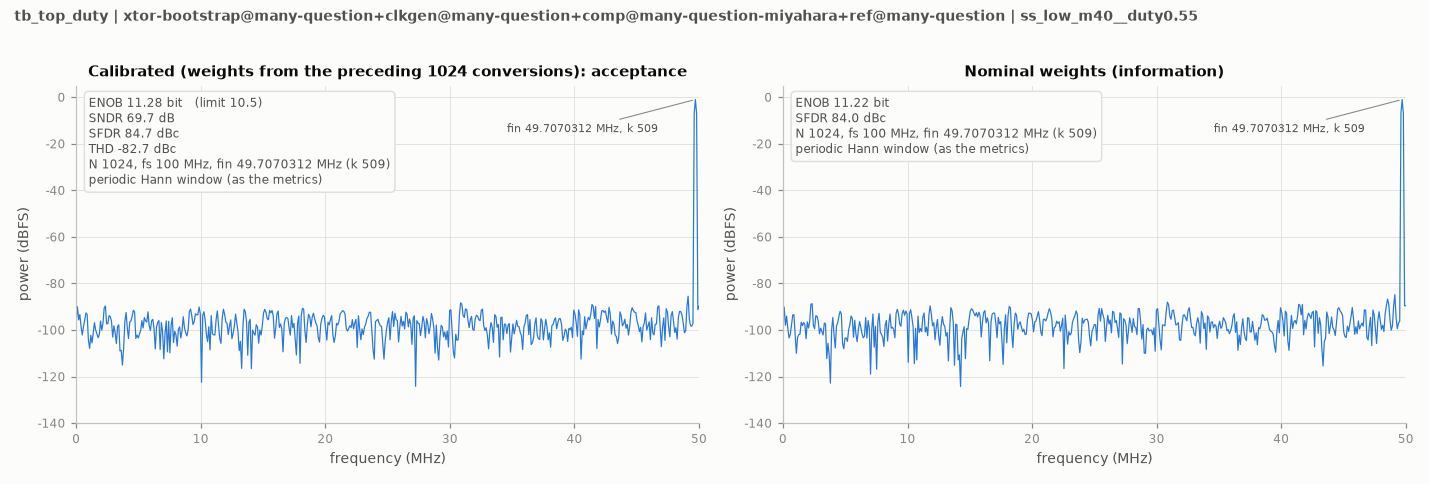 tb_top_duty | xtor-bootstrap@many-question+clkgen@many-question+comp@many-question-miyahara+ref@many-question | ss_low_m40__duty0.55
Calibrated (weights from the preceding 1024 conversions): acceptance
ENOB 11.28 bit (limit 10.5)
SNDR 69.7 dB
SFDR 84.7 dBc
THD -82.7 dBc
N 1024, fs 100 MHz, fin 49.7070312 MHz (k 509)
periodic Hann window (as the metrics)
fin 49.7070312 MHz, k 509
power (dBFS)
0
-20
-40
-60
-80
-100
-120
-140
0 10 20 30 40 50
frequency (MHz)
Nominal weights (information)
ENOB 11.22 bit
SFDR 84.0 dBc
N 1024, fs 100 MHz, fin 49.7070312 MHz (k 509)
periodic Hann window (as the metrics)
fin 49.7070312 MHz, k 509
power (dBFS)
0
-20
-40
-60
-80
-100
-120
-140
0 10 20 30 40 50
frequency (MHz)